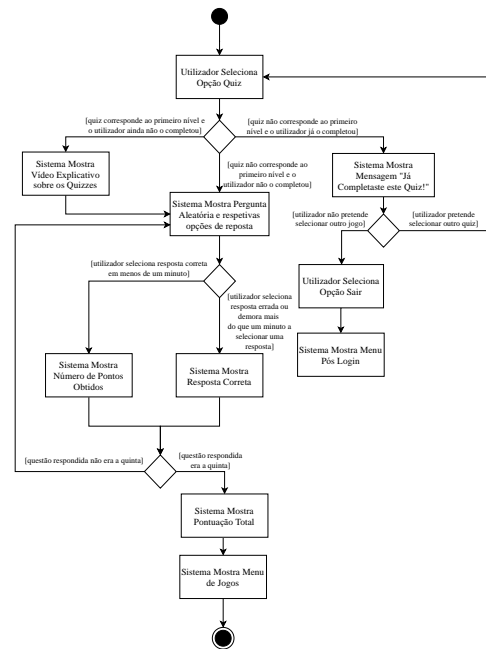 Utilizador Seleciona
Opção Quiz
[quiz corresponde ao primeiro nível e
o utilizador ainda não o completou]
[quiz não corresponde ao primeiro
nível e o utilizador já o completou]
Sistema Mostra
Vídeo Explicativo
sobre os Quizzes
[quiz não corresponde ao
primeiro nível e o
utilizador não o completou]
Sistema Mostra
Mensagem "Já
Completaste este Quiz!"
Sistema Mostra Pergunta
Aleatória e respetivas
opções de reposta
[utilizador não pretende
selecionar outro jogo]
[utilizador pretende
selecionar outro quiz]
[utilizador seleciona resposta correta
em menos de um minuto]
[utilizador seleciona
resposta errada ou
demora mais
do que um minuto a
selecionar uma
resposta]
Utilizador Seleciona
Opção Sair
Sistema Mostra Menu
Pós Login
Sistema Mostra
Número de Pontos
Obtidos
Sistema Mostra
Resposta Correta
[questão respondida não era a quinta]
[questão respondida
era a quinta]
Sistema Mostra
Pontuação Total
Sistema Mostra Menu
de Jogos